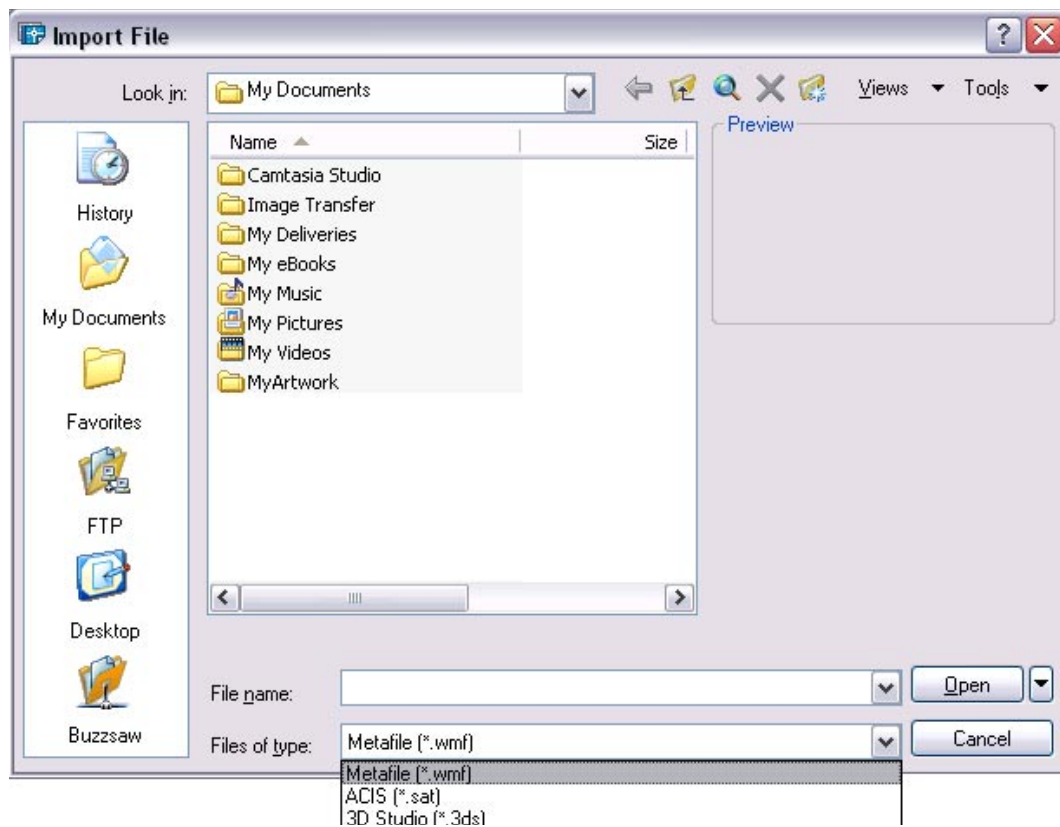 Import File
Look in: My Documents
Views Tools
Name Size
Preview
Camtasia Studio
Image Transfer
My Deliveries
My eBooks
My Music
My Pictures
My Videos
MyArtwork
History
My Documents
Favorites
FTP
Desktop
Buzzsaw
File name:
Open
Files of type: Metafile (*.wmf)
Cancel
Metafile (*.wmf)
ACIS (*.sat)
3D Studio (*.3ds)